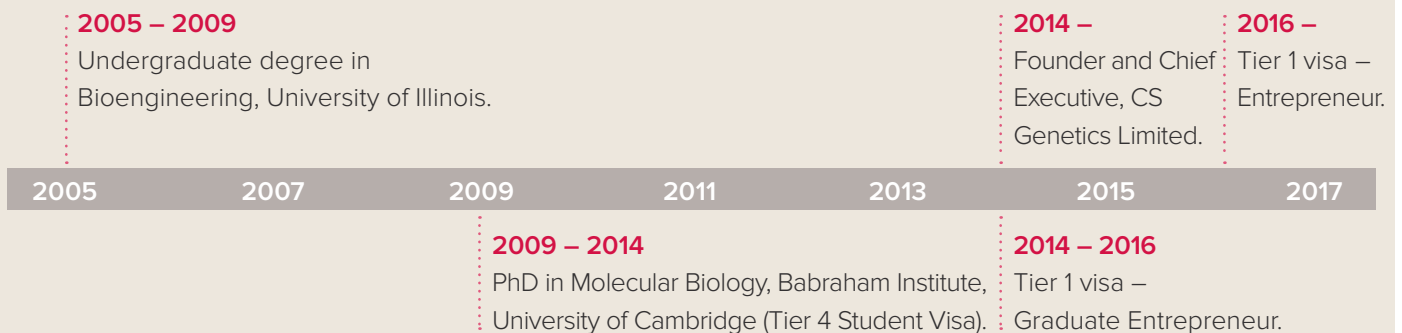 2005 – 2009
Undergraduate degree in
Bioengineering, University of Illinois.
2014 –
Founder and Chief
Executive, CS
Genetics Limited.
2016 –
Tier 1 visa –
Entrepreneur.
2005 2007 2009 2011 2013 2015 2017
2009 – 2014
PhD in Molecular Biology, Babraham Institute,
University of Cambridge (Tier 4 Student Visa).
2014 – 2016
Tier 1 visa –
Graduate Entrepreneur.